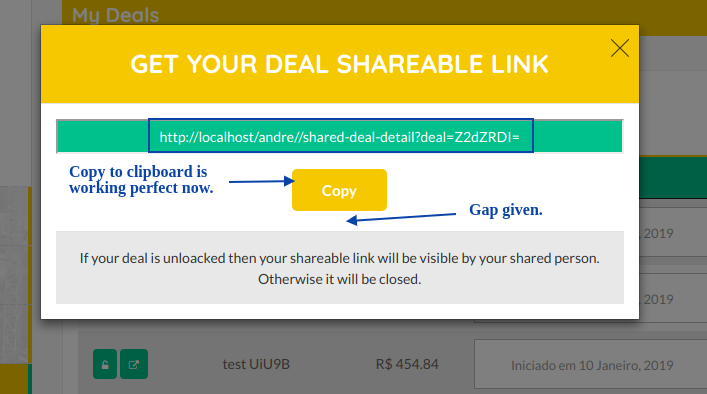 My Deals
GET YOUR DEAL SHAREABLE LINK
http://localhost/andre//shared-deal-detail?deal=Z2dZRDI=
Copy to clipboard is
working perfect now.
Copy
Gap given.
, 2019
If your deal is unloacked then your shareable link will be visible by your shared person.
Otherwise it will be closed.
, 2019
test UiU9B
R$ 454.84
Iniciado em 10 Janeiro, 2019